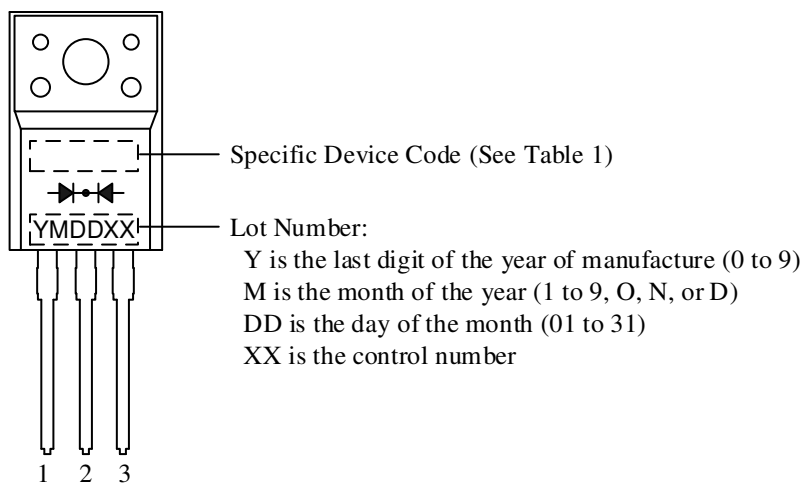 Specific Device Code (See Table 1)
YMDDXX
Lot Number:
Y is the last digit of the year of manufacture (0 to 9)
M is the month of the year (1 to 9, O, N, or D)
DD is the day of the month (01 to 31)
XX is the control number
1 2 3